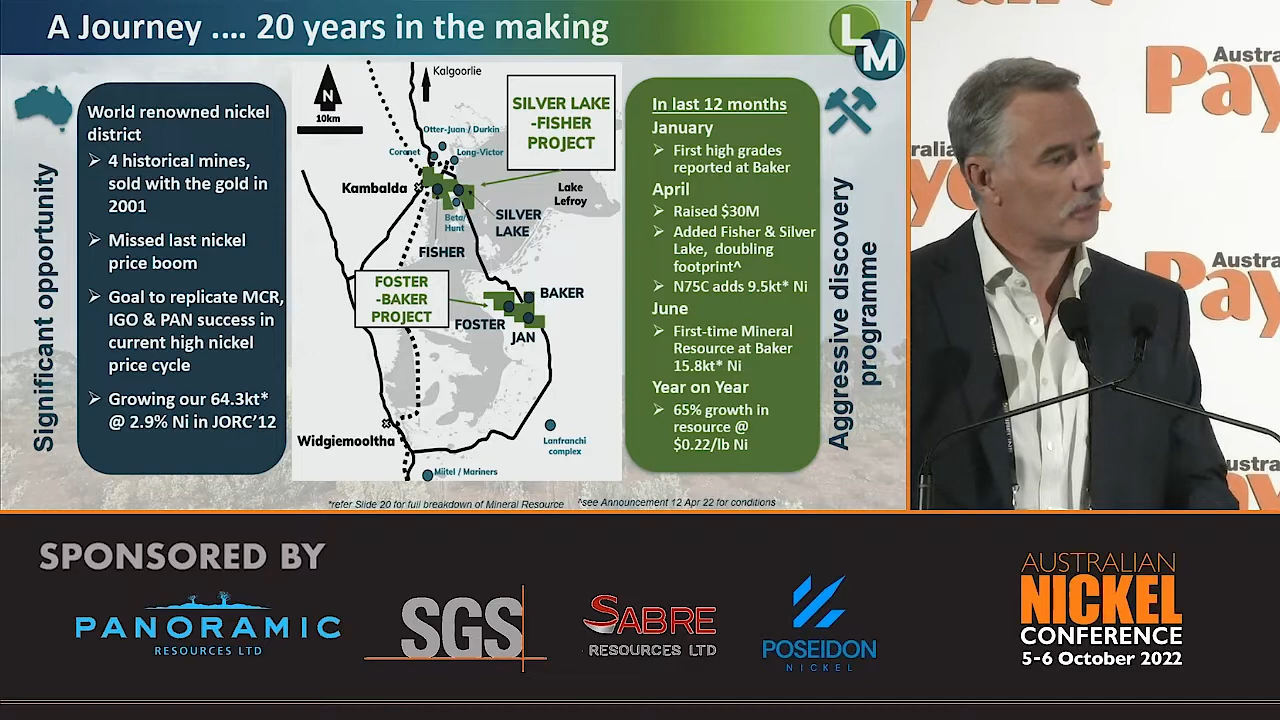 A Journey .... 20 years in the making
LM
Significant opportunity
World renowned nickel
district
4 historical mines,
sold with the gold in
2001
Missed last nickel
price boom
Goal to replicate MCR,
IGO & PAN success in
current high nickel
price cycle
Growing our 64.3kt*
@ 2.9% Ni in JORC'12
N
10km
Kalgoorlie
SILVER LAKE
-FISHER
PROJECT
Otter-Juan / Durkin
Coronet
Long-Victor
Kambalda
Lake
Lefroy
Beta/
Hunt
SILVER
LAKE
FISHER
FOSTER
-BAKER
PROJECT
BAKER
FOSTER
JAN
Widgiemooltha
Lanfranchi
complex
Miitel / Mariners
In last 12 months
January
First high grades
reported at Baker
April
Raised $30M
Added Fisher & Silver
Lake, doubling
footprint^
N75C adds 9.5kt* Ni
June
First-time Mineral
Resource at Baker
15.8kt* Ni
Year on Year
65% growth in
resource @
$0.22/lb Ni
Aggressive discovery
programme
*refer Slide 20 for full breakdown of Mineral Resource
^see Announcement 12 Apr 22 for conditions
SPONSORED BY
PANORAMIC
RESOURCES LTD
SGS
SABRE
RESOURCES LTD
POSEIDON
NICKEL
AUSTRALIAN
NICKEL
CONFERENCE
5-6 October 2022